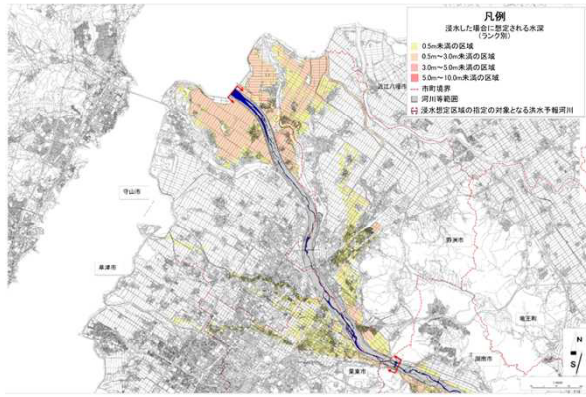 凡例
浸水した場合に想定される水深
(ランク別)
0.5m未満の区域
0.5m~3.0m未満の区域
3.0m~5.0m未満の区域
5.0m~10.0m未満の区域
市町境界
河川等範囲
浸水想定区域の指定の対象となる洪水予報河川
近江八幡市
守山市
野洲市
草津市
竜王町
湖南市
栗東市
N
S